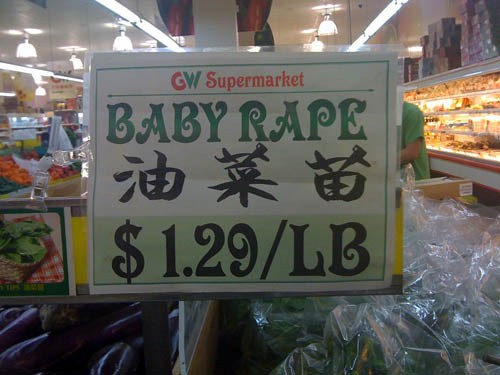 GW Supermarket
BABY RAPE
油菜苗
$1.29/LB